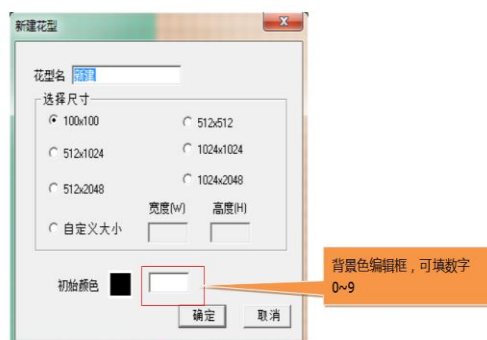 新建花型
花型名 新建
选择尺寸
100x100
512x512
512x1024
1024x1024
512x2048
1024x2048
宽度(W) 高度(H)
自定义大小
初始颜色
背景色编辑框，可填数字
0~9
确定 取消